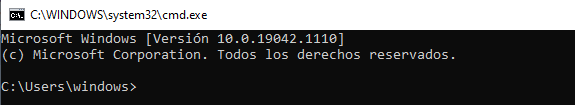 C:\WINDOWS\system32\cmd.exe
Microsoft Windows [Versión 10.0.19042.1110]
(c) Microsoft Corporation. Todos los derechos reservados.
C:\Users\windows>